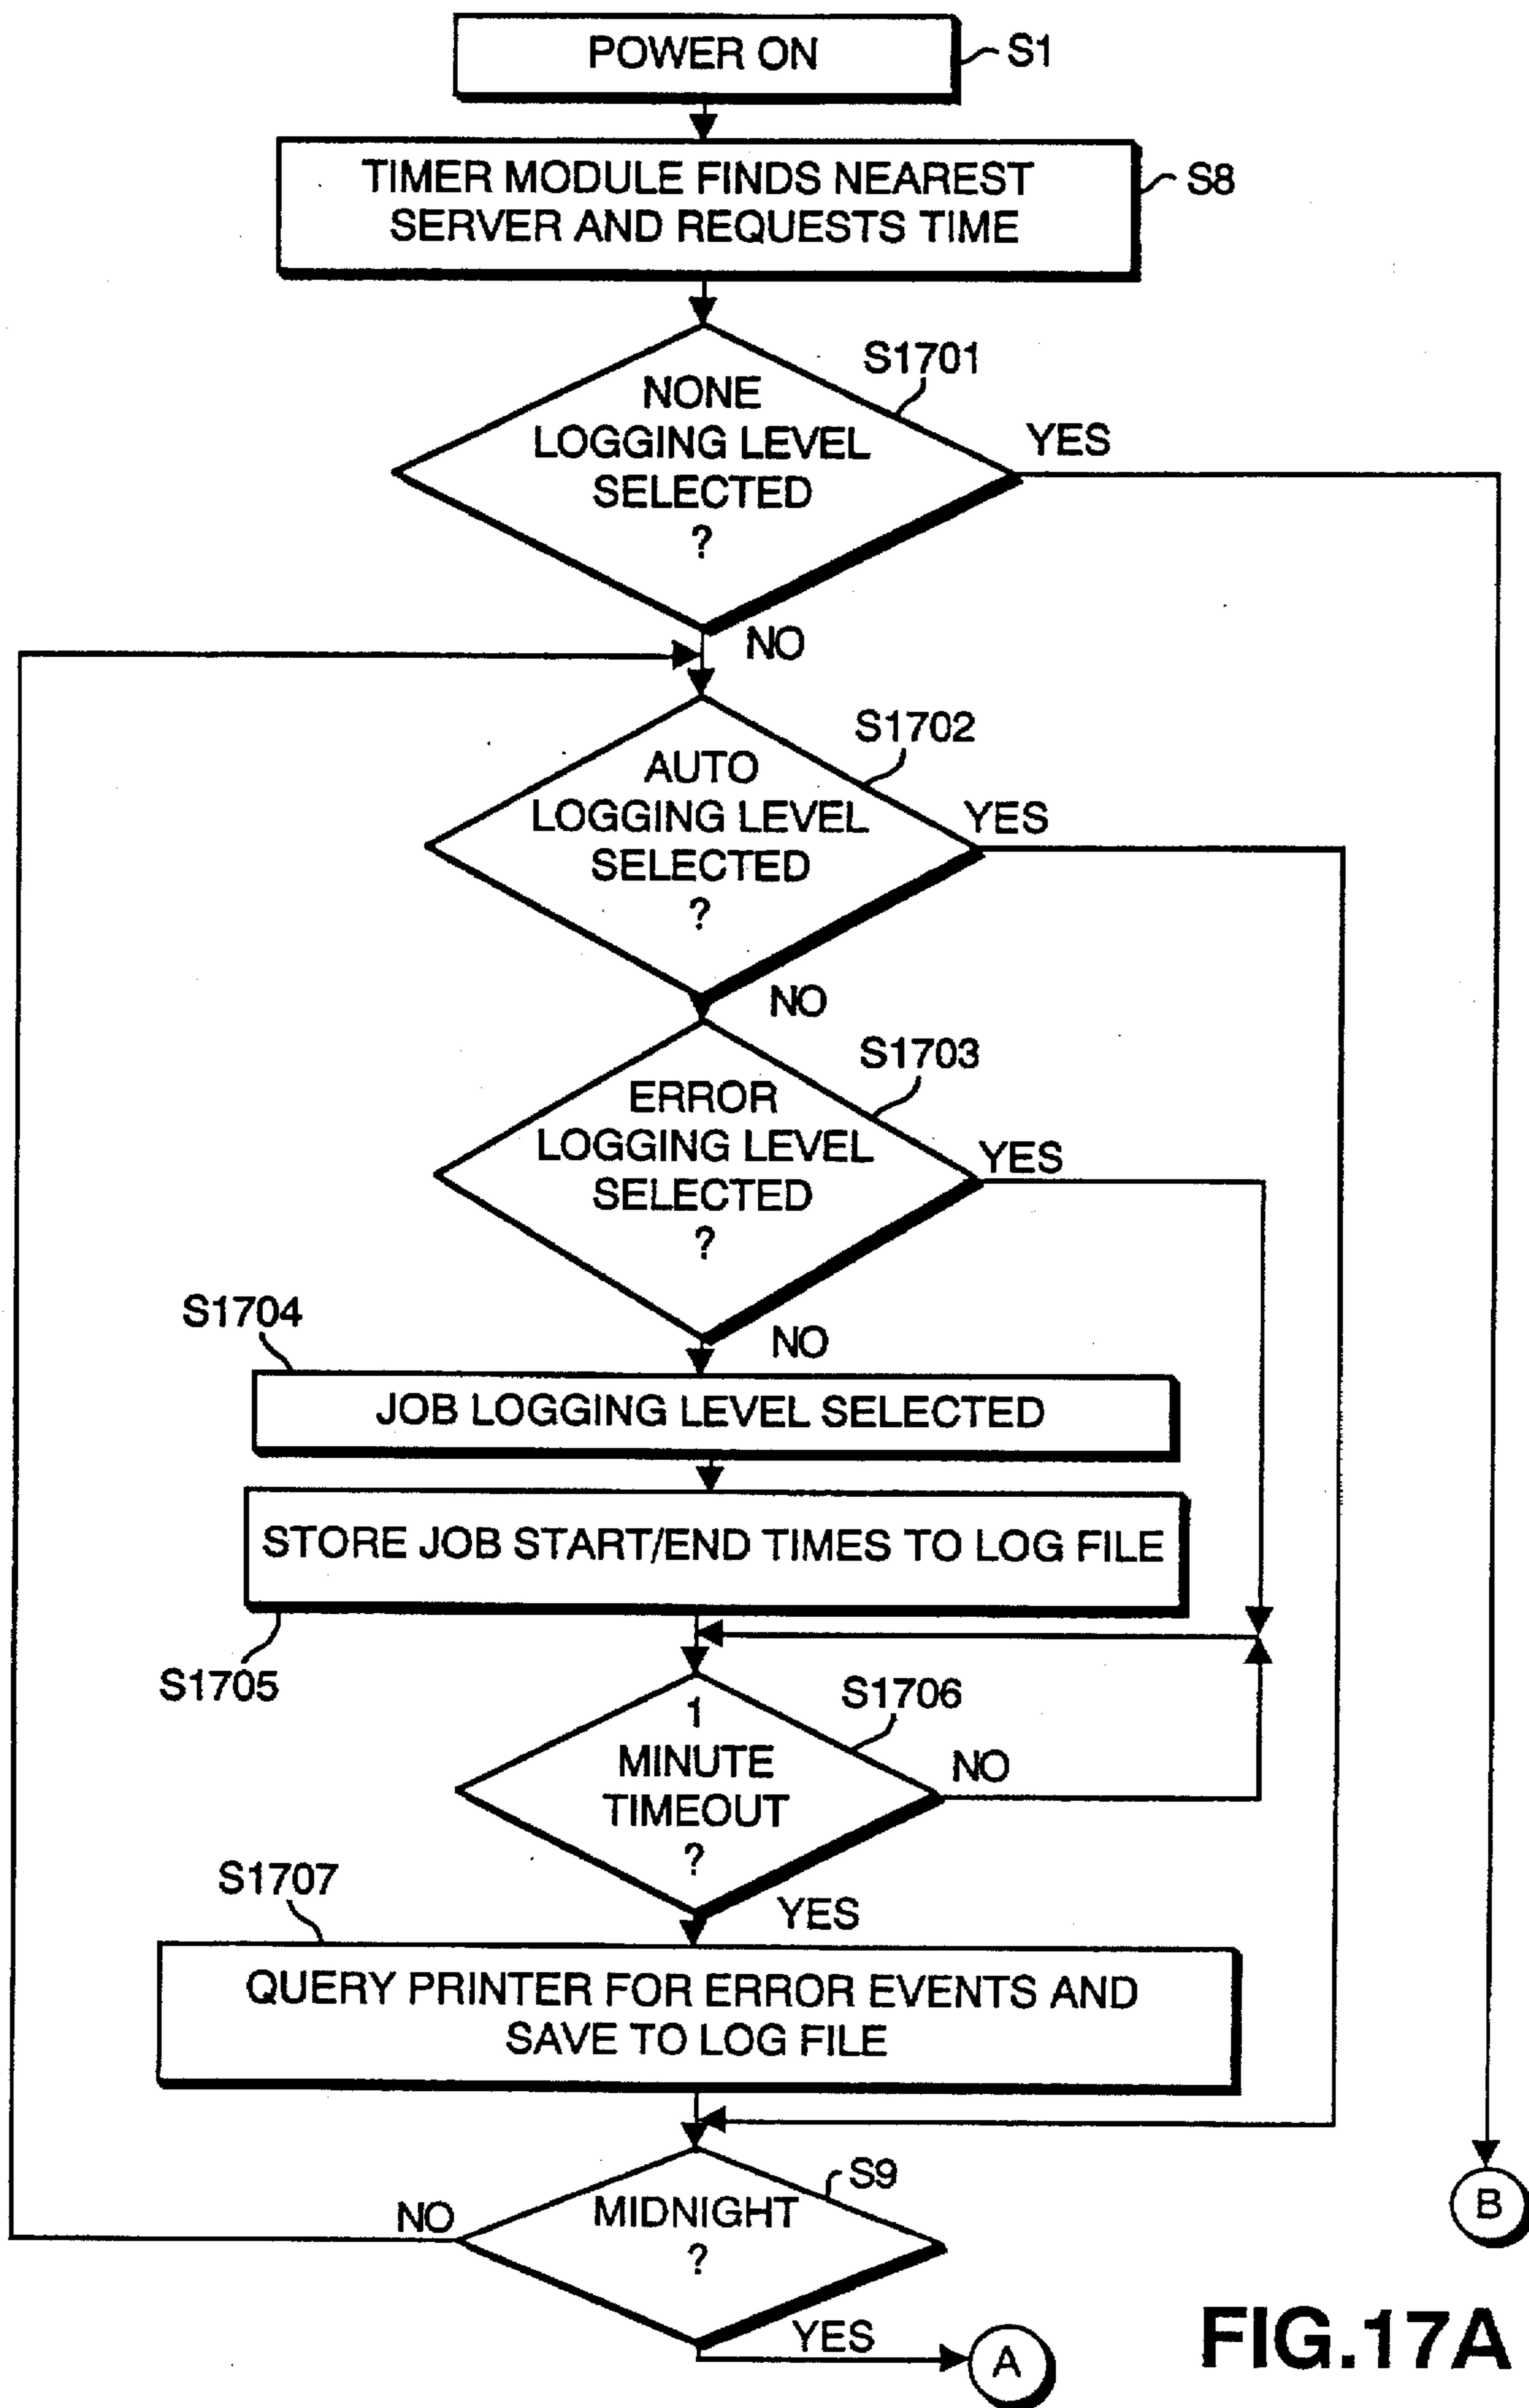 POWER ON
S1
TIMER MODULE FINDS NEAREST
SERVER AND REQUESTS TIME
S8
S1701
NONE
LOGGING LEVEL
SELECTED
?
YES
NO
S1702
AUTO
LOGGING LEVEL
SELECTED
?
YES
NO
S1703
ERROR
LOGGING LEVEL
SELECTED
?
YES
NO
S1704
JOB LOGGING LEVEL SELECTED
STORE JOB START/END TIMES TO LOG FILE
S1705
S1706
1
MINUTE
TIMEOUT
?
NO
YES
S1707
QUERY PRINTER FOR ERROR EVENTS AND
SAVE TO LOG FILE
S9
MIDNIGHT
?
NO
YES
A
B
FIG.17A